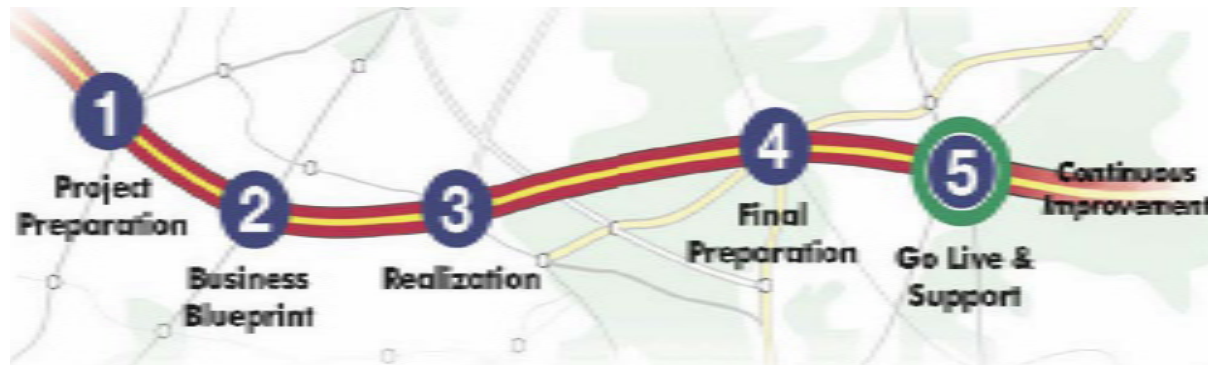 1
Project
Preparation
2
Business
Blueprint
3
Realization
4
Final
Preparation
5
Go Live &
Support
Continuous
Improvement